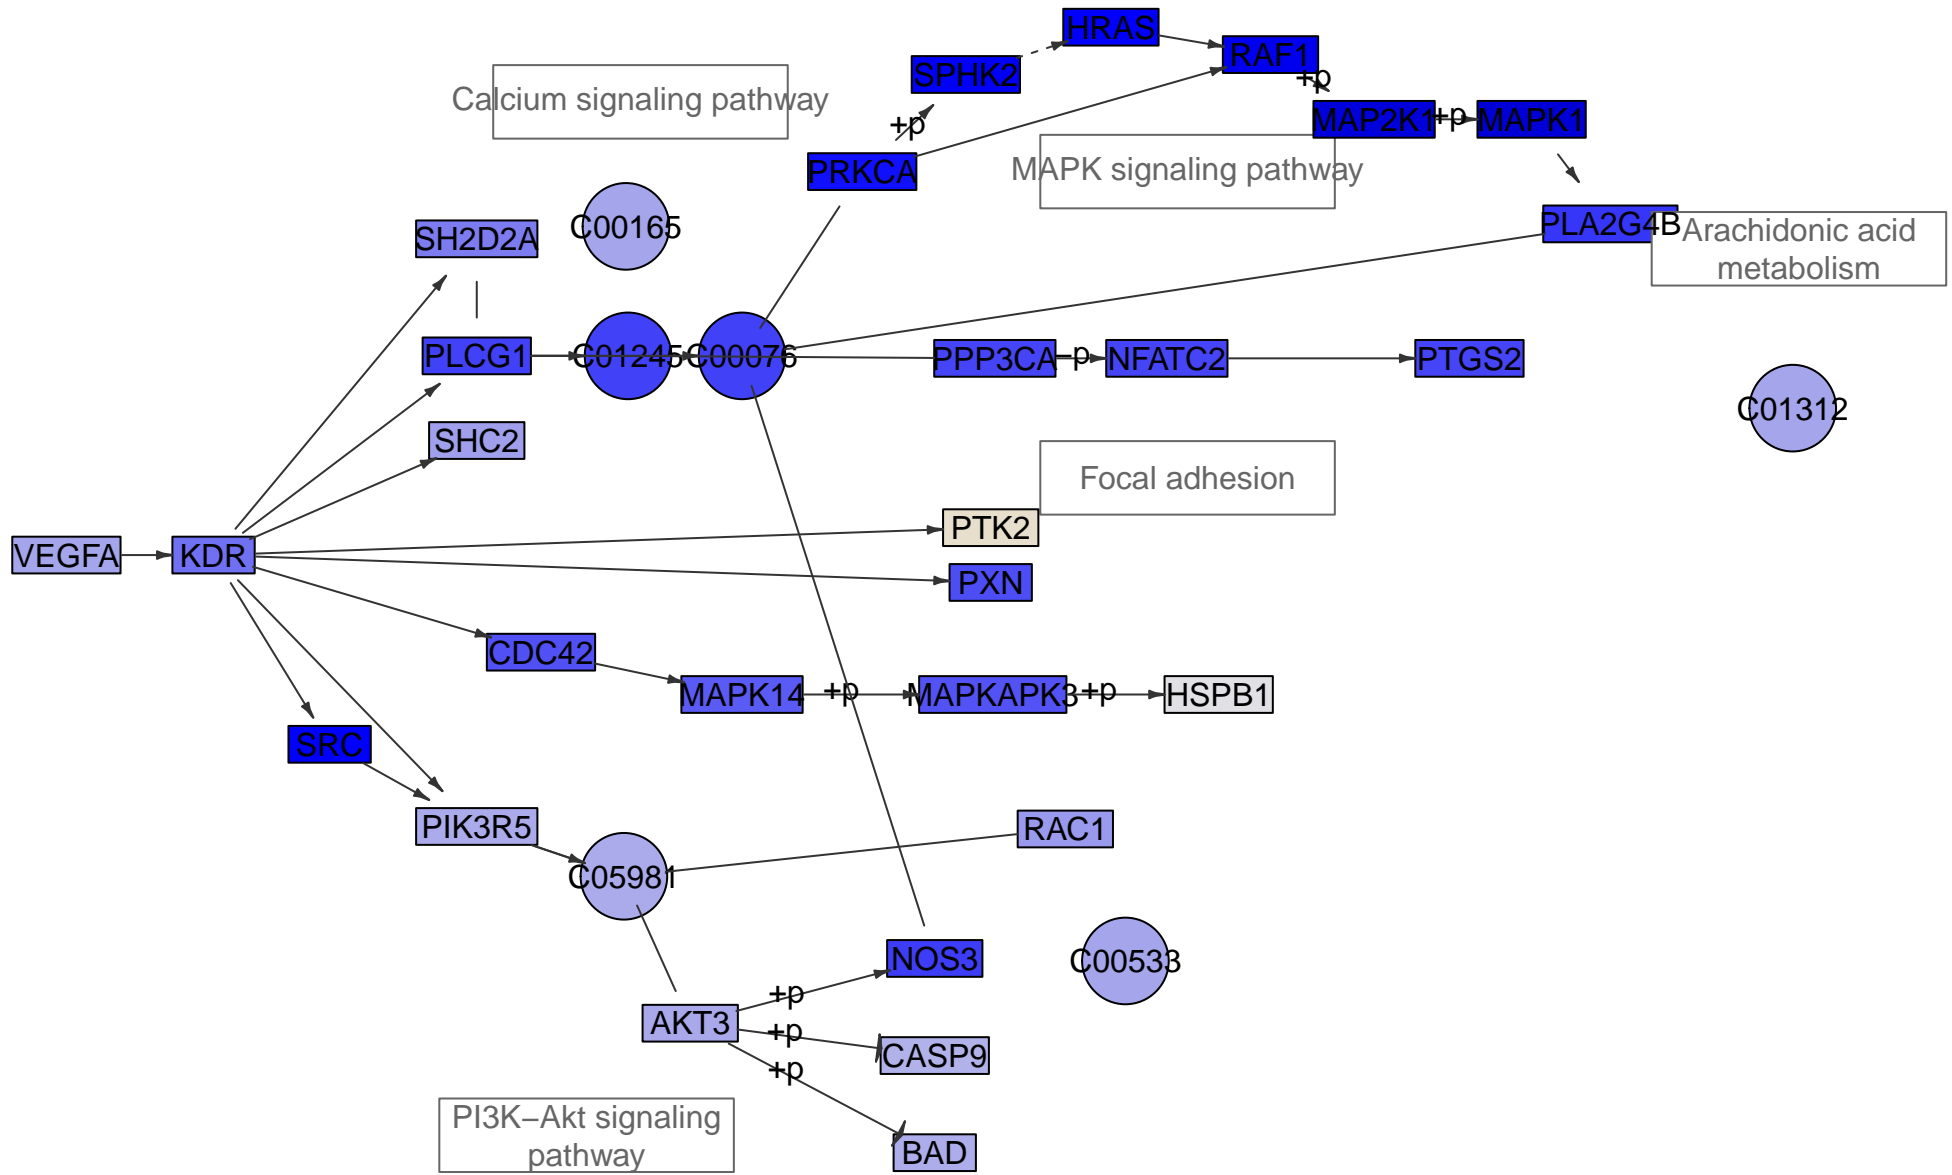 HRAS
RAF1
SPHK2
+p
Calcium signaling pathway
MAP2K1
+p
MAPK1
+p
PRKCA
MAPK signaling pathway
C00165
SH2D2A
PLA2G4B
Arachidonic acid
metabolism
PLCG1
C01245
C00076
PPP3CA
−p
NFATC2
PTGS2
C01312
SHC2
Focal adhesion
PTK2
VEGFA
KDR
PXN
CDC42
MAPK14
+p
MAPKAPK3
+p
HSPB1
SRC
PIK3R5
RAC1
C05981
NOS3
C00533
+p
AKT3
+p
CASP9
+p
PI3K−Akt signaling
pathway
BAD